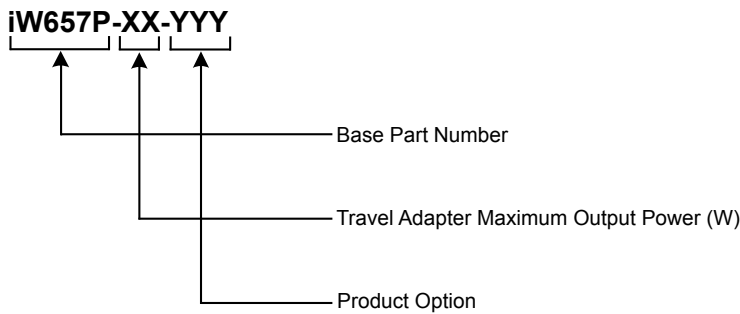 iW657P-XX-YYY
Base Part Number
Travel Adapter Maximum Output Power (W)
Product Option